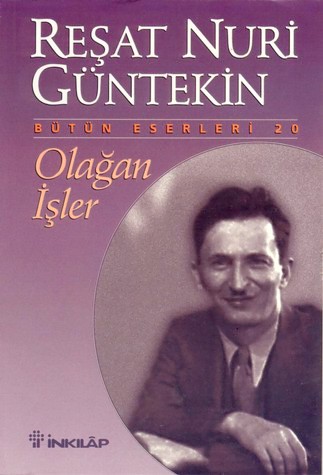 REŞAT NURİ
GÜNTEKİN
BÜTÜN ESERLERİ 20
Olağan
İşler
İNKILÂP